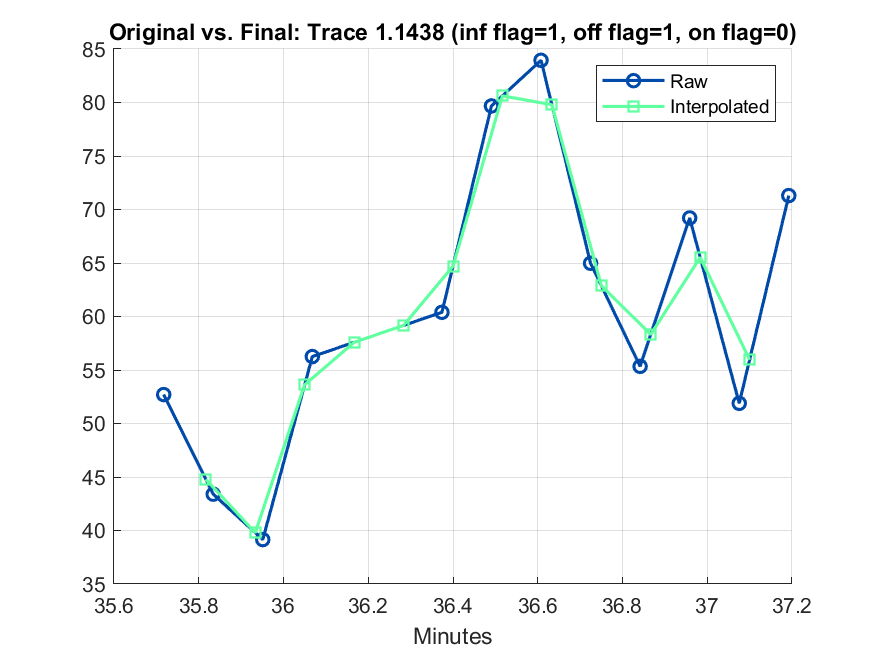 Original vs. Final: Trace 1.1438 (inf flag=1, off flag=1, on flag=0)
85
80
75
70
65
60
55
50
45
40
35
Raw
Interpolated
35.6 35.8 36 36.2 36.4 36.6 36.8 37 37.2
Minutes